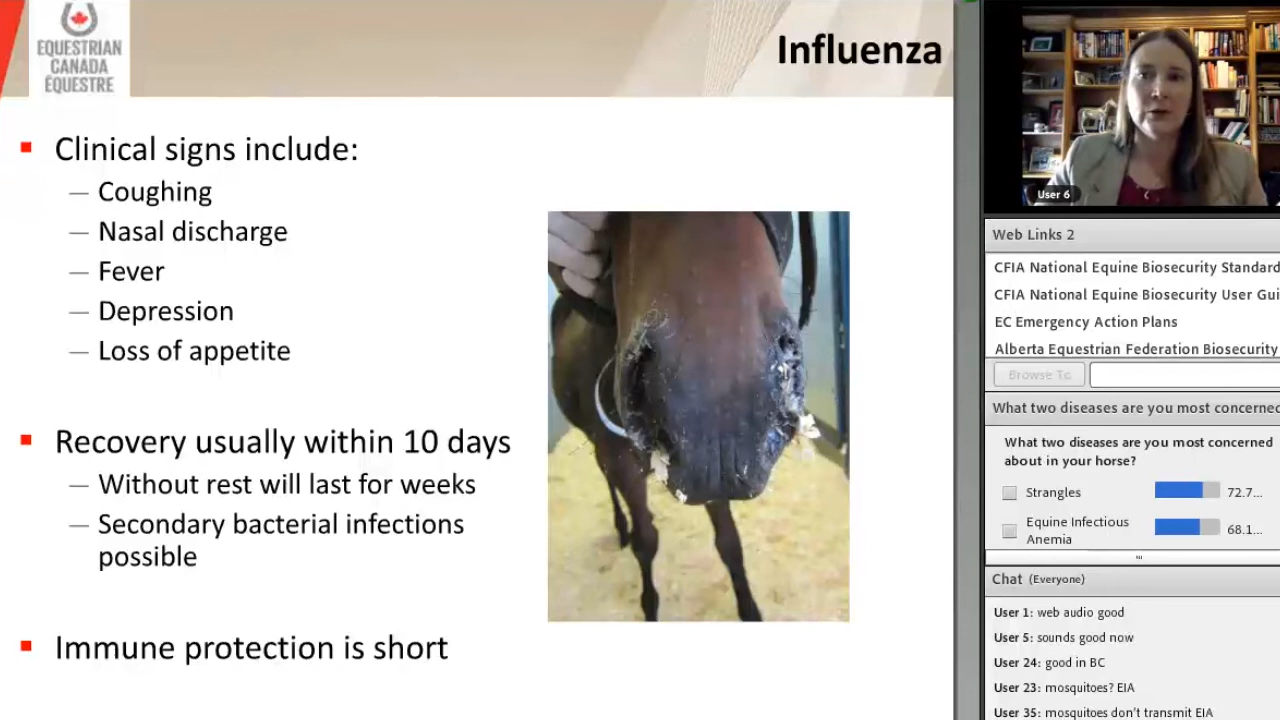 EQUESTRIAN
CANADA
ÉQUESTRE
Influenza
Clinical signs include:
— Coughing
— Nasal discharge
— Fever
— Depression
— Loss of appetite
Recovery usually within 10 days
— Without rest will last for weeks
— Secondary bacterial infections
possible
Immune protection is short
User 6
Web Links 2
CFIA National Equine Biosecurity Standard
CFIA National Equine Biosecurity User Gui
EC Emergency Action Plans
Alberta Equestrian Federation Biosecurity
Browse To
What two diseases are you most concerned
What two diseases are you most concerned
about in your horse?
Strangles 72.7...
Equine Infectious
Anemia 68.1...
Chat (Everyone)
User 1: web audio good
User 5: sounds good now
User 24: good in BC
User 23: mosquitoes? EIA
User 35: mosquitoes don't transmit EIA